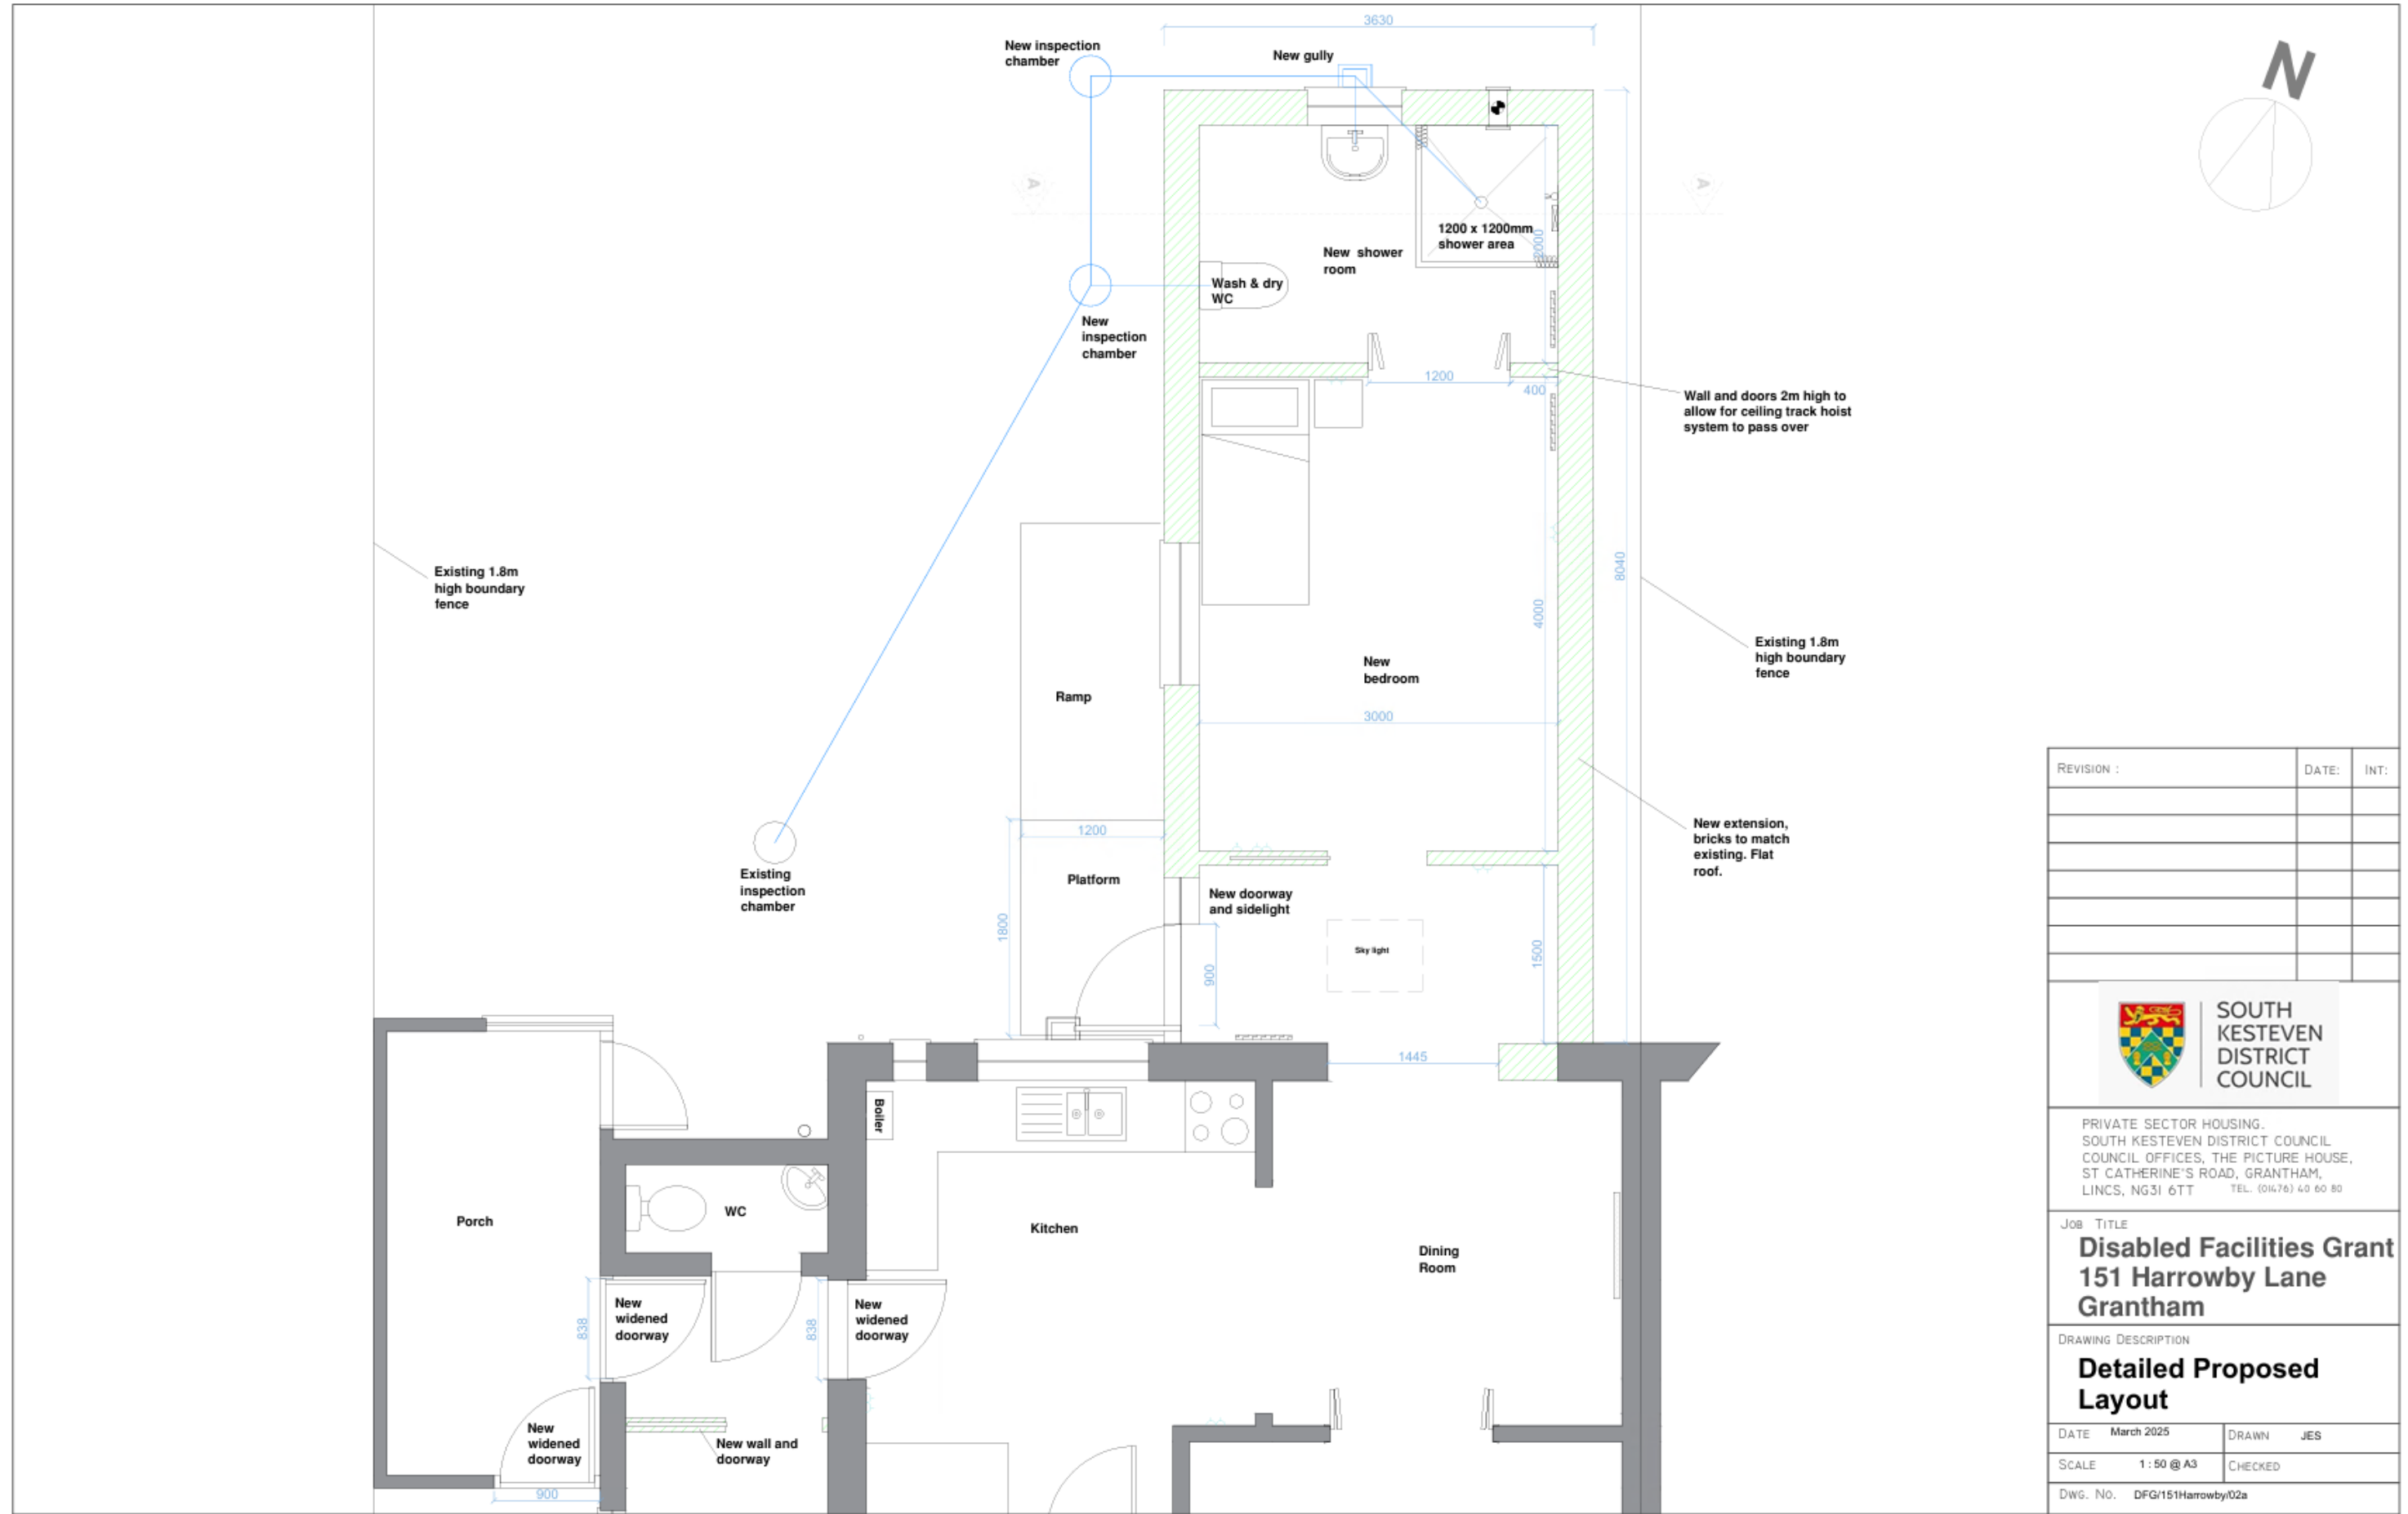 3630
New inspection
chamber
New gully
N
A
A
1200 x 1200mm
shower area
2000
New shower
room
Wash & dry
WC
New
inspection
chamber
1200
400
Wall and doors 2m high to
allow for ceiling track hoist
system to pass over
Existing 1.8m
high boundary
fence
8040
4000
Existing 1.8m
high boundary
fence
New
bedroom
Ramp
3000
1200
Platform
1800
Existing
inspection
chamber
New doorway
and sidelight
900
Sky light
1500
New extension,
bricks to match
existing. Flat
roof.
1445
Boiler
Porch
WC
Kitchen
Dining
Room
838
New
widened
doorway
838
New
widened
doorway
New
widened
doorway
New wall and
doorway
900
REVISION :
DATE:
INT:
SOUTH
KESTEVEN
DISTRICT
COUNCIL
PRIVATE SECTOR HOUSING.
SOUTH KESTEVEN DISTRICT COUNCIL
COUNCIL OFFICES, THE PICTURE HOUSE,
ST CATHERINE'S ROAD, GRANTHAM,
LINCS, NG31 6TT TEL. (01476) 40 60 80
JOB TITLE
Disabled Facilities Grant
151 Harrowby Lane
Grantham
DRAWING DESCRIPTION
Detailed Proposed
Layout
DATE March 2025
DRAWN JES
SCALE 1 : 50 @ A3
CHECKED
DWG. NO. DFG/151Harrowby/02a